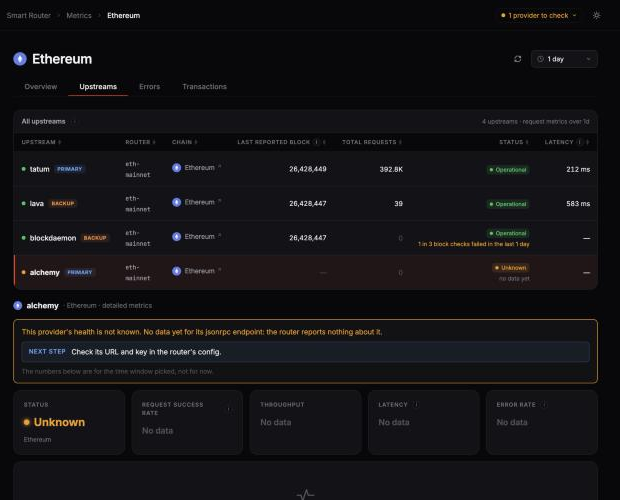 Smart Router > Metrics > Ethereum
1 provider to check
Ethereum
1 day
Overview Upstreams Errors Transactions
All upstreams
4 upstreams · request metrics over 1d
UPSTREAM ROUTER CHAIN LAST REPORTED BLOCK TOTAL REQUESTS STATUS LATENCY
tatum PRIMARY eth-mainnet Ethereum 26,428,449 392.8K Operational 212 ms
lava BACKUP eth-mainnet Ethereum 26,428,447 39 Operational 583 ms
blockdaemon BACKUP eth-mainnet Ethereum 26,428,447 0 Operational —
1 in 3 block checks failed in the last 1 day
alchemy PRIMARY eth-mainnet Ethereum — 0 Unknown —
no data yet
alchemy · Ethereum · detailed metrics
This provider's health is not known. No data yet for its jsonrpc endpoint: the router reports nothing about it.
NEXT STEP Check its URL and key in the router's config.
The numbers below are for the time window picked, not for now.
STATUS
Unknown
Ethereum
REQUEST SUCCESS RATE
No data
THROUGHPUT
No data
LATENCY
No data
ERROR RATE
No data